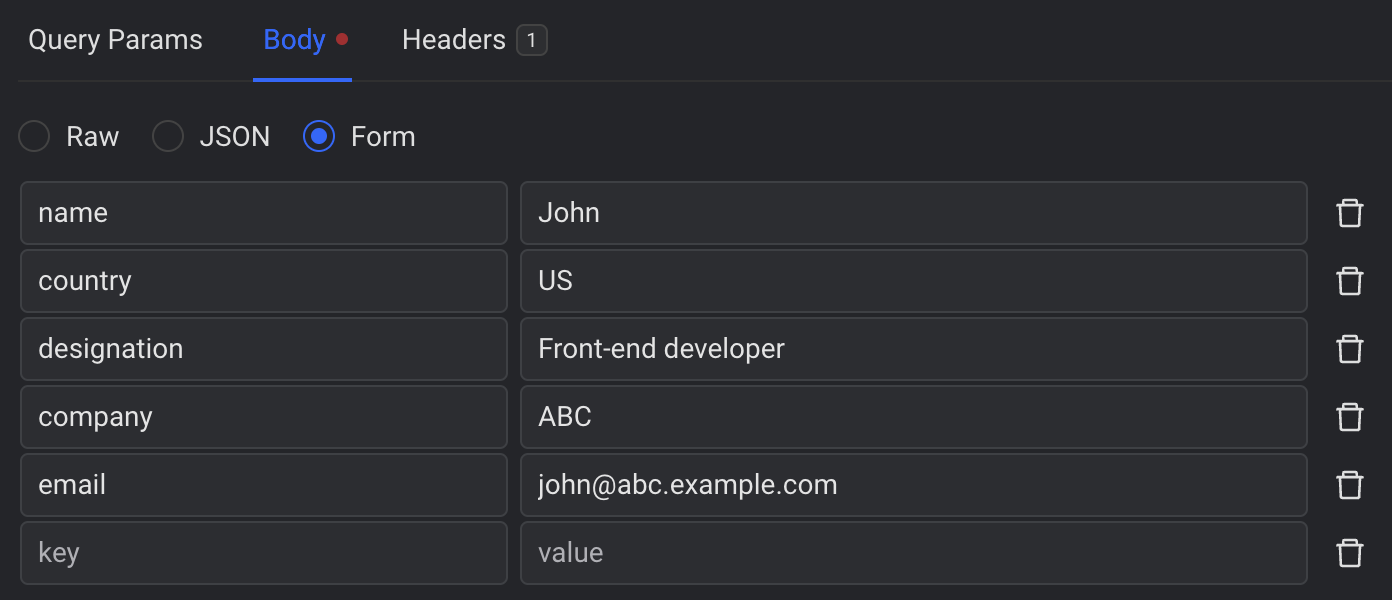 Query Params Body Headers 1
Raw JSON Form
name John
country US
designation Front-end developer
company ABC
email john@abc.example.com
key value